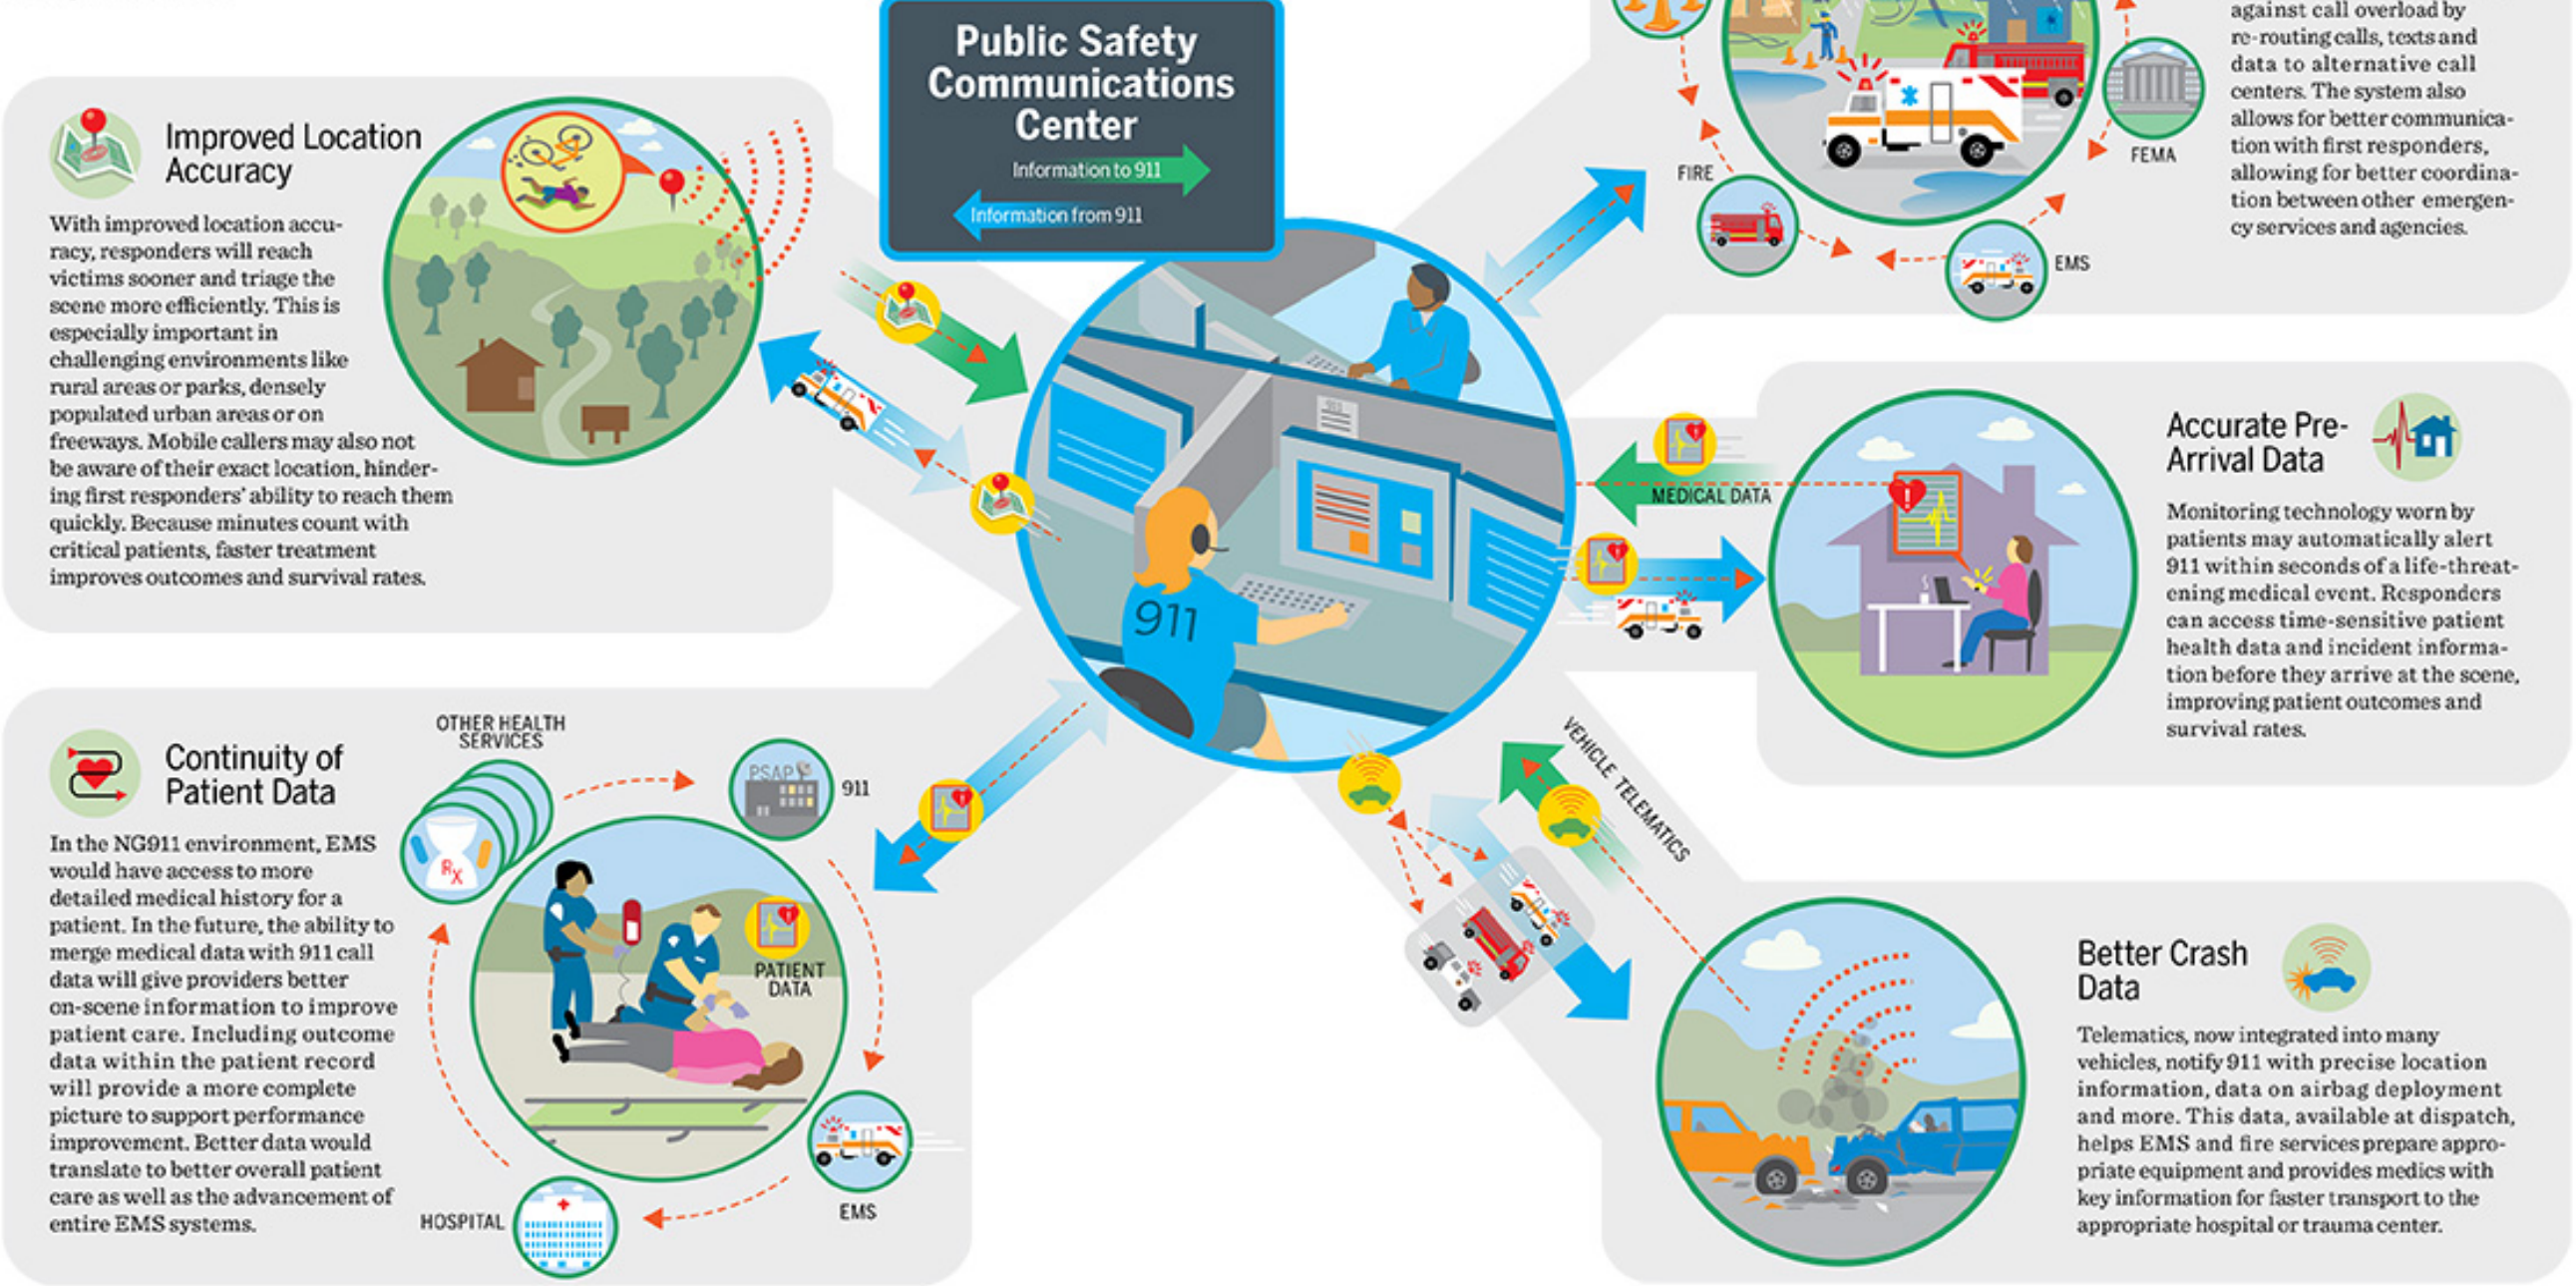 Public Safety
Communications
Center
Information to 911
Information from 911
Improved Location
Accuracy
With improved location accu-
racy, responders will reach
victims sooner and triage the
scene more efficiently. This is
especially important in
challenging environments like
rural areas or parks, densely
populated urban areas or on
freeways. Mobile callers may also not
be aware of their exact location, hinder-
ing first responders' ability to reach them
quickly. Because minutes count with
critical patients, faster treatment
improves outcomes and survival rates.
against call overload by
re-routing calls, texts and
data to alternative call
centers. The system also
allows for better communica-
tion with first responders,
allowing for better coordina-
tion between other emergen-
cy services and agencies.
FEMA
FIRE
EMS
911
MEDICAL DATA
Accurate Pre-
Arrival Data
Monitoring technology worn by
patients may automatically alert
911 within seconds of a life-threat-
ening medical event. Responders
can access time-sensitive patient
health data and incident informa-
tion before they arrive at the scene,
improving patient outcomes and
survival rates.
Continuity of
Patient Data
In the NG911 environment, EMS
would have access to more
detailed medical history for a
patient. In the future, the ability to
merge medical data with 911 call
data will give providers better
on-scene information to improve
patient care. Including outcome
data within the patient record
will provide a more complete
picture to support performance
improvement. Better data would
translate to better overall patient
care as well as the advancement of
entire EMS systems.
OTHER HEALTH
SERVICES
Rx
PSAP
911
PATIENT
DATA
EMS
HOSPITAL
VEHICLE TELEMATICS
Better Crash
Data
Telematics, now integrated into many
vehicles, notify 911 with precise location
information, data on airbag deployment
and more. This data, available at dispatch,
helps EMS and fire services prepare appro-
priate equipment and provides medics with
key information for faster transport to the
appropriate hospital or trauma center.